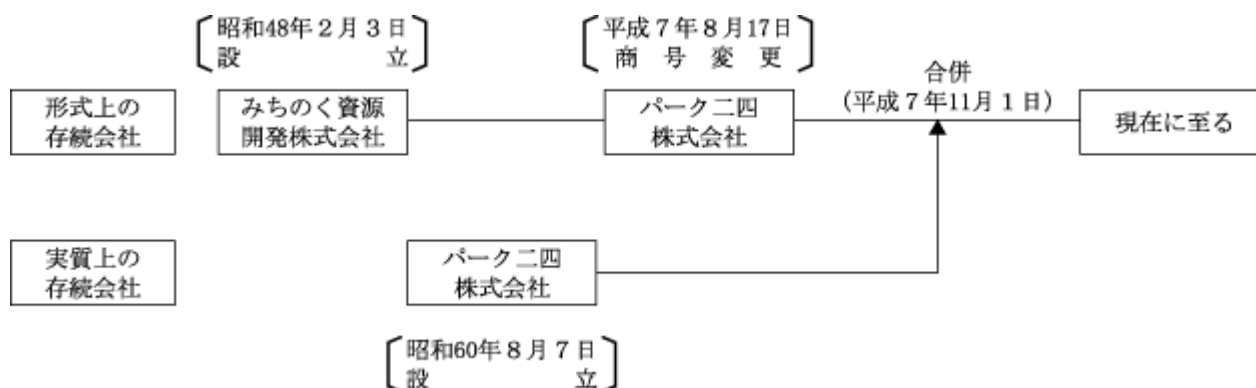 昭和48年２月３日
設立
平成７年８月17日
商号変更
合併
（平成７年11月１日）
形式上の
存続会社
みちのく資源
開発株式会社
パーク二四
株式会社
現在に至る
実質上の
存続会社
パーク二四
株式会社
昭和60年８月７日
設立